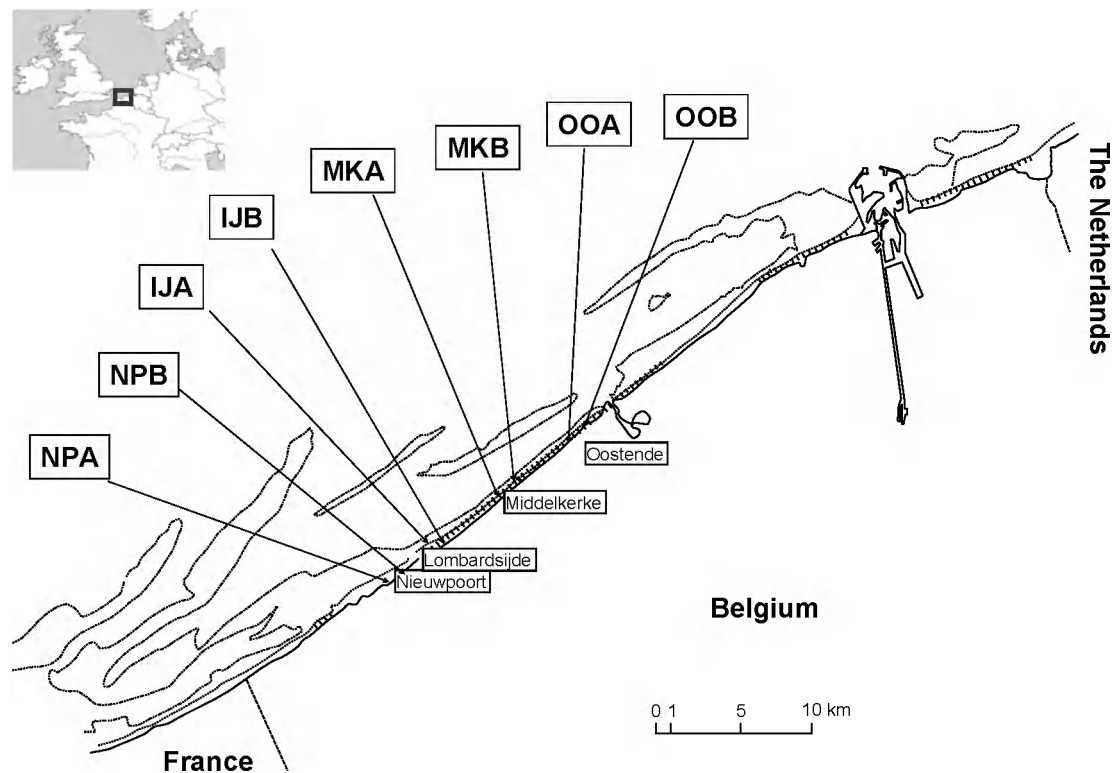 OOA
OOB
MKB
MKA
IJB
IJA
NPB
NPA
The Netherlands
Oostende
Middelkerke
Lombardsijde
Nieuwpoort
Belgium
0 1 5 10 km
France